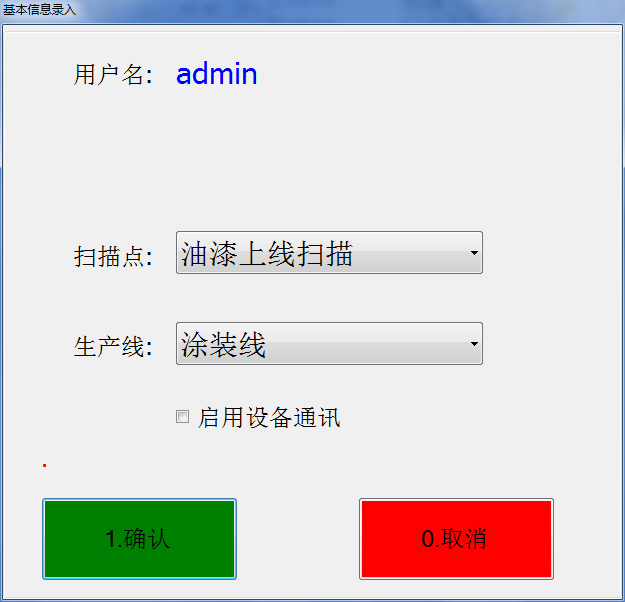 基本信息录入
用户名: admin
扫描点: 油漆上线扫描
生产线: 涂装线
启用设备通讯
.
1.确认 0.取消